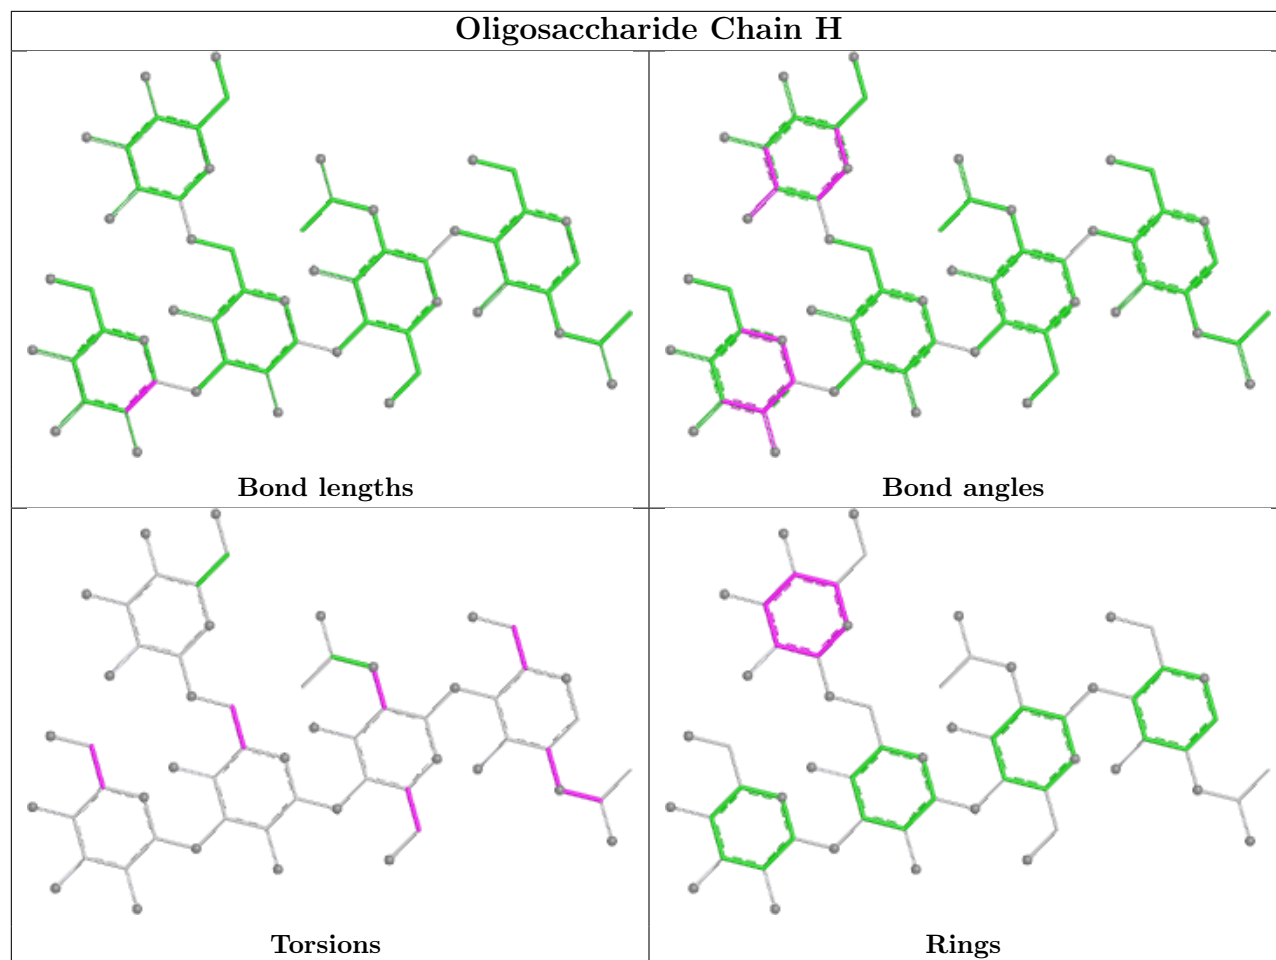 Oligosaccharide Chain H
Bond lengths
Bond angles
Torsions
Rings